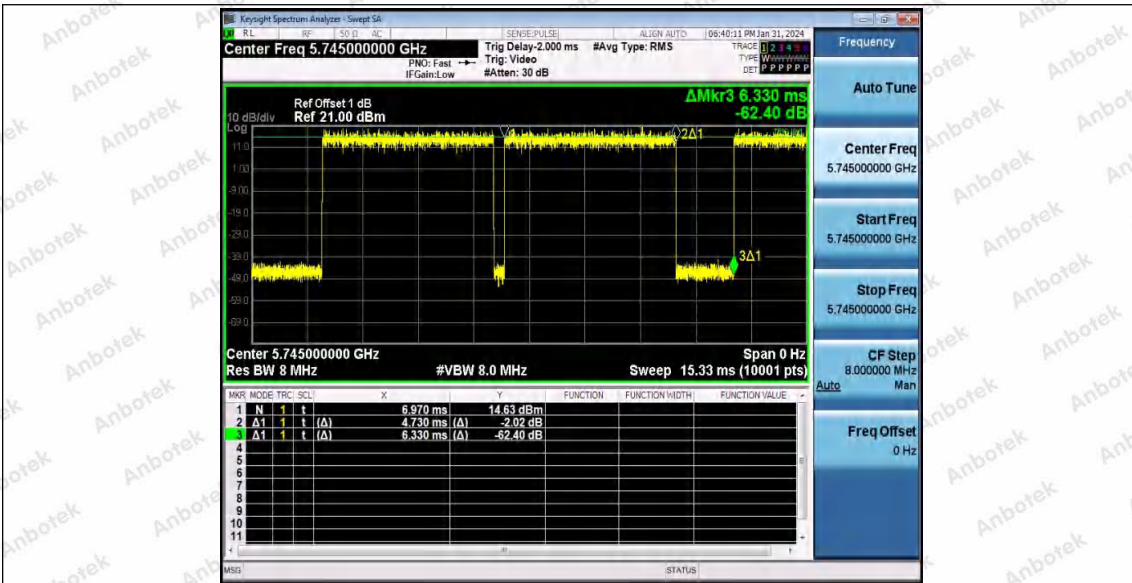 Keysight Spectrum Analyzer - Swept SA
RL RF 50 Ω AC SENSE:PULSE ALIGN AUTO 06:40:11 PM Jan 31, 2024
Center Freq 5.745000000 GHz
PNO: Fast
IFGain:Low
Trig Delay-2.000 ms
Trig: Video
#Atten: 30 dB
#Avg Type: RMS
TRACE 1 2 3 4 5 6
TYPE
DET P P P P P P
ΔMkr3 6.330 ms
-62.40 dB
Ref Offset 1 dB
10 dB/div Ref 21.00 dBm
Log
11.0
1.00
-9.00
-19.0
-29.0
-39.0
-49.0
-59.0
-69.0
2Δ1
3Δ1
Center 5.745000000 GHz Span 0 Hz
Res BW 8 MHz #VBW 8.0 MHz Sweep 15.33 ms (10001 pts)
MKR MODE TRC SCL X Y FUNCTION FUNCTION WIDTH FUNCTION VALUE
1 N 1 t 6.970 ms 14.63 dBm
2 Δ1 1 t (Δ) 4.730 ms (Δ) -2.02 dB
3 Δ1 1 t (Δ) 6.330 ms (Δ) -62.40 dB
4
5
6
7
8
9
10
11
MSG STATUS
Frequency
Auto Tune
Center Freq
5.745000000 GHz
Start Freq
5.745000000 GHz
Stop Freq
5.745000000 GHz
CF Step
8.000000 MHz
Auto Man
Freq Offset
0 Hz